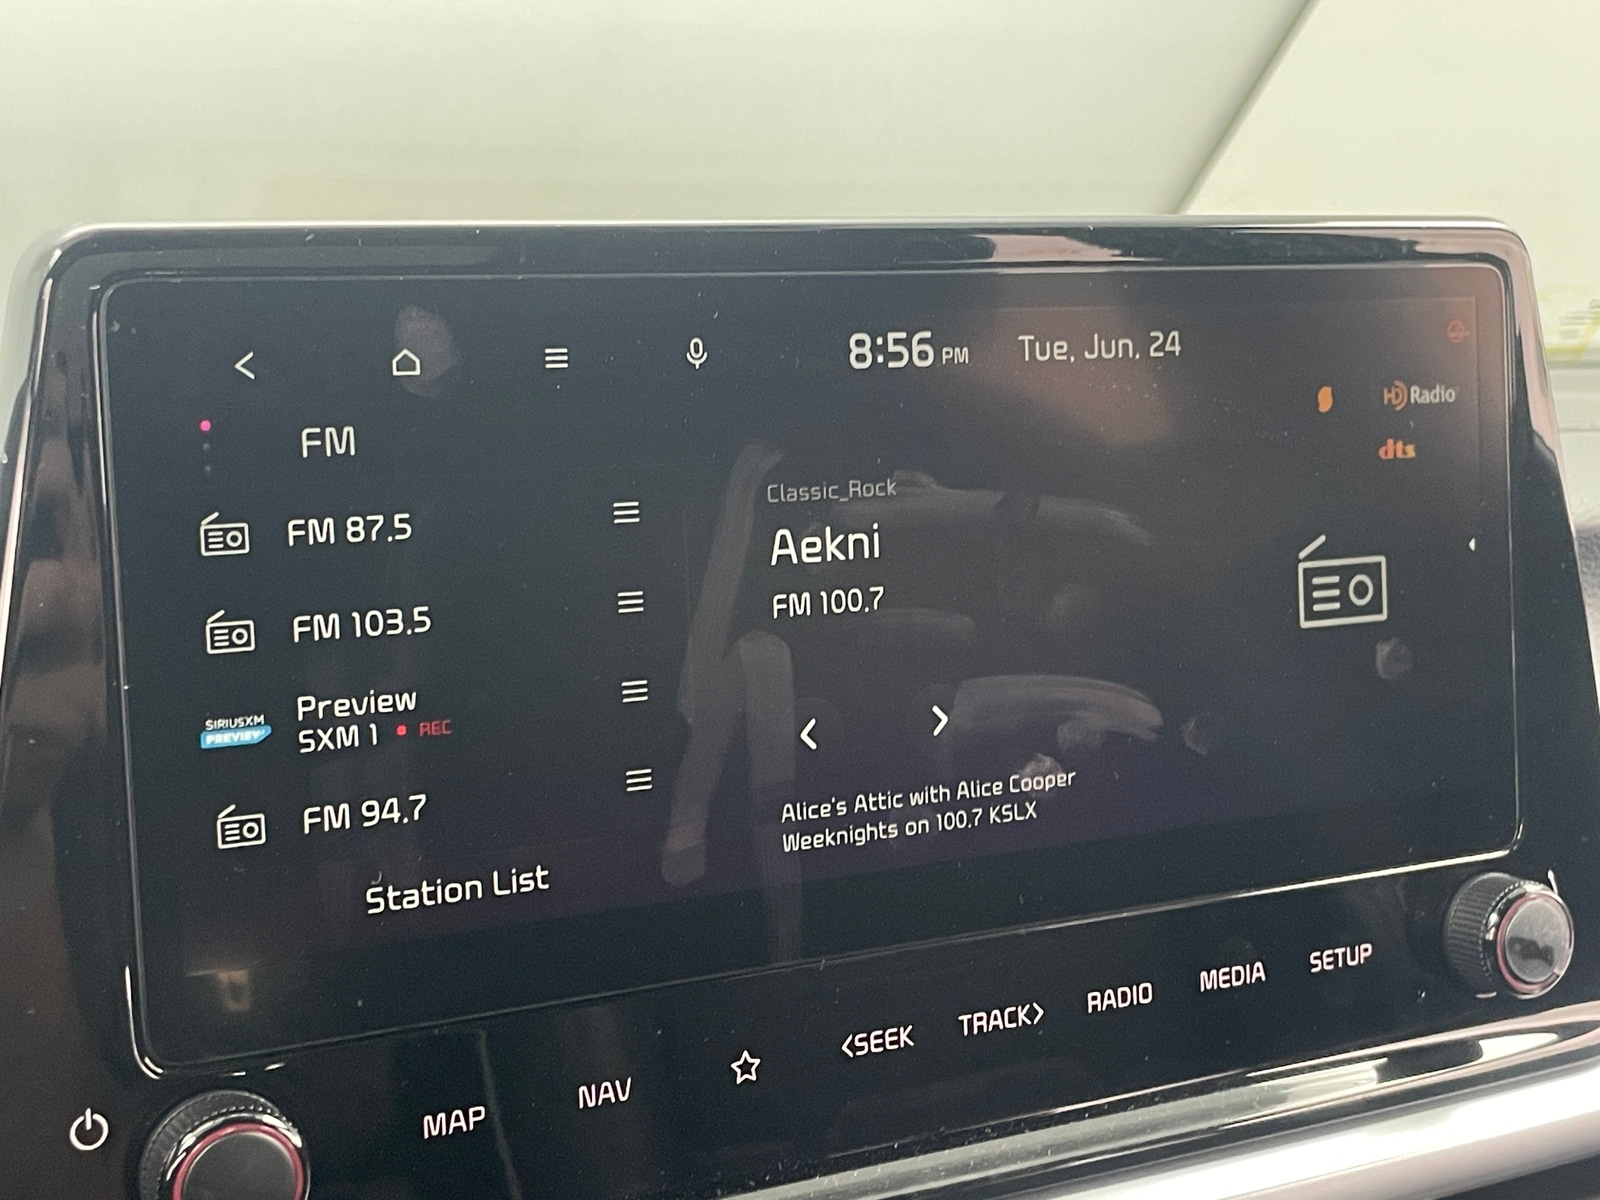 8:56 PM Tue, Jun, 24
HD Radio
dts
FM
FM 87.5
FM 103.5
SIRIUSXM
PREVIEW
Preview
SXM 1 REC
FM 94.7
Station List
Classic_Rock
Aekni
FM 100.7
Alice's Attic with Alice Cooper
Weeknights on 100.7 KSLX
MAP
NAV
<SEEK
TRACK>
RADIO
MEDIA
SETUP